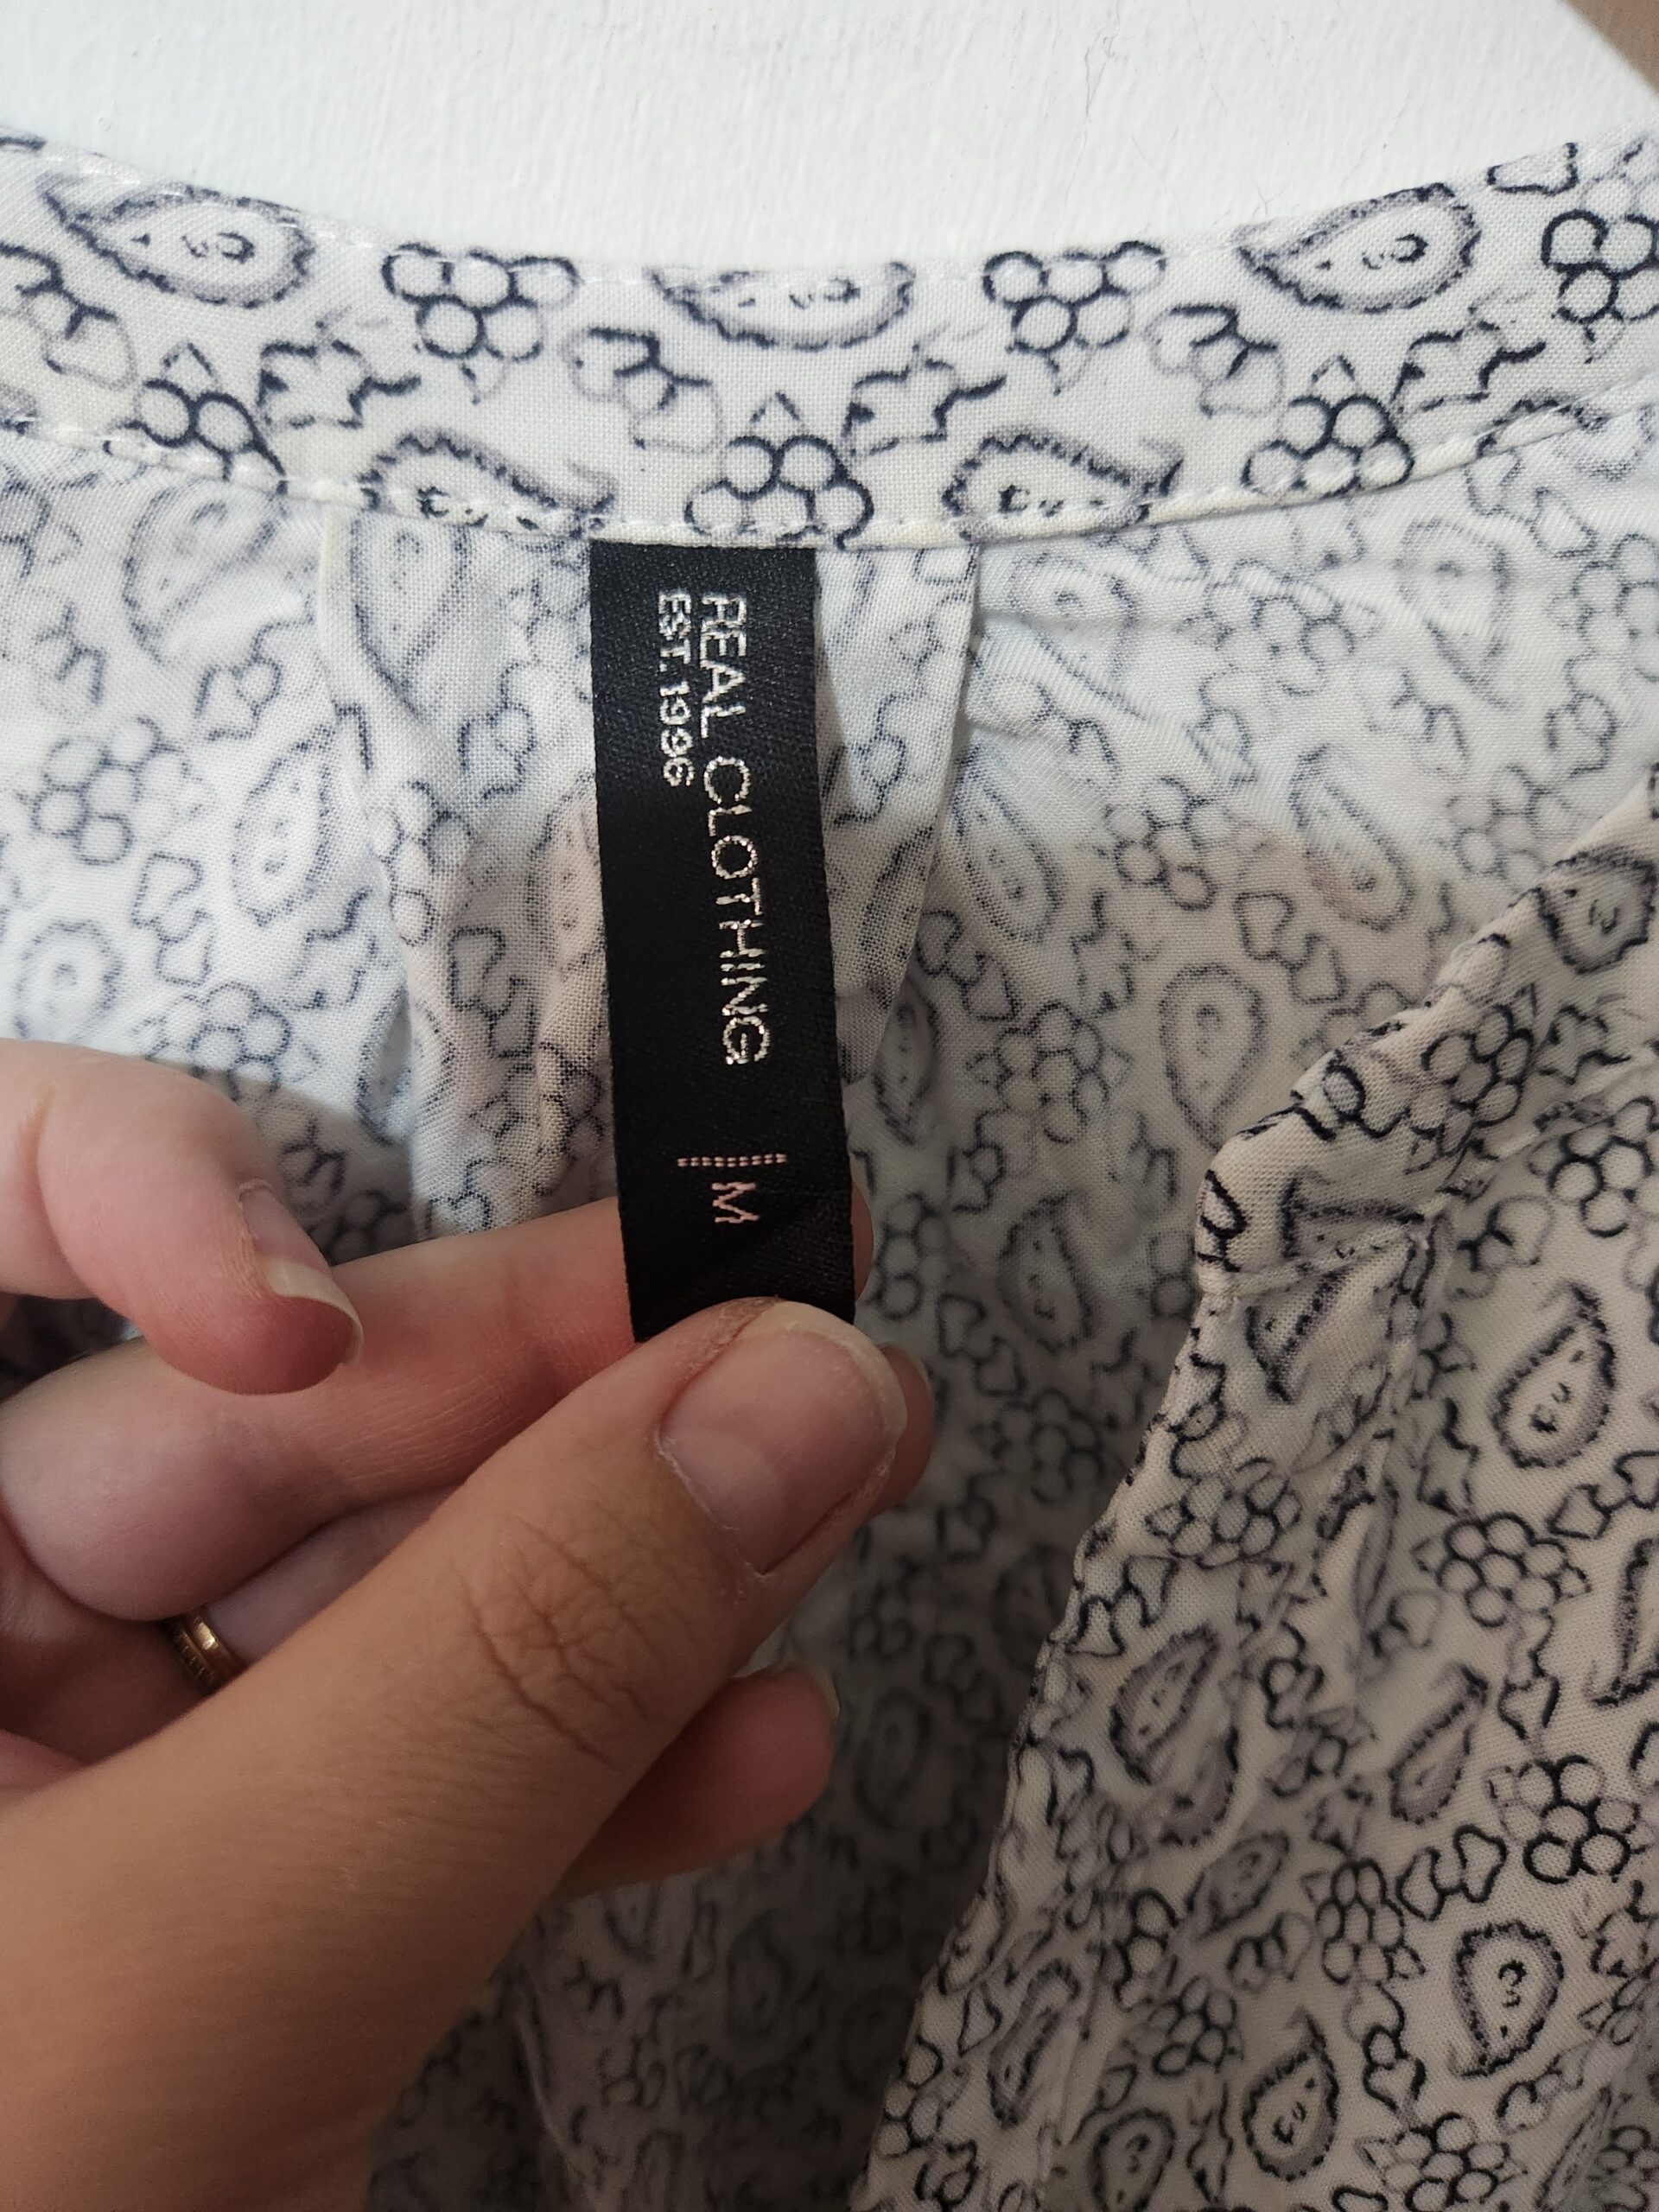 REAL CLOTHING
EST. 1996
M